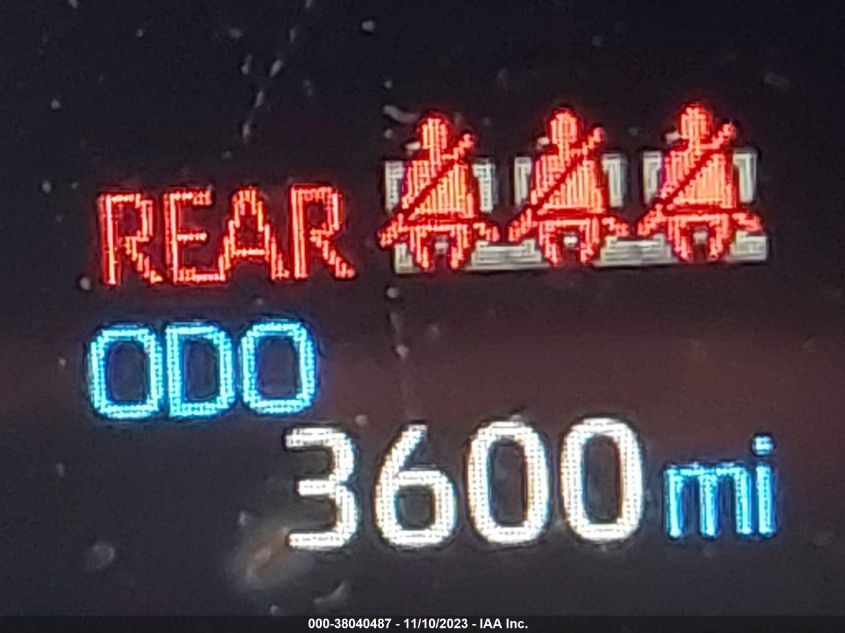 REAR
ODO
3600 mi
000-38040487 - 11/10/2023 - IAA Inc.